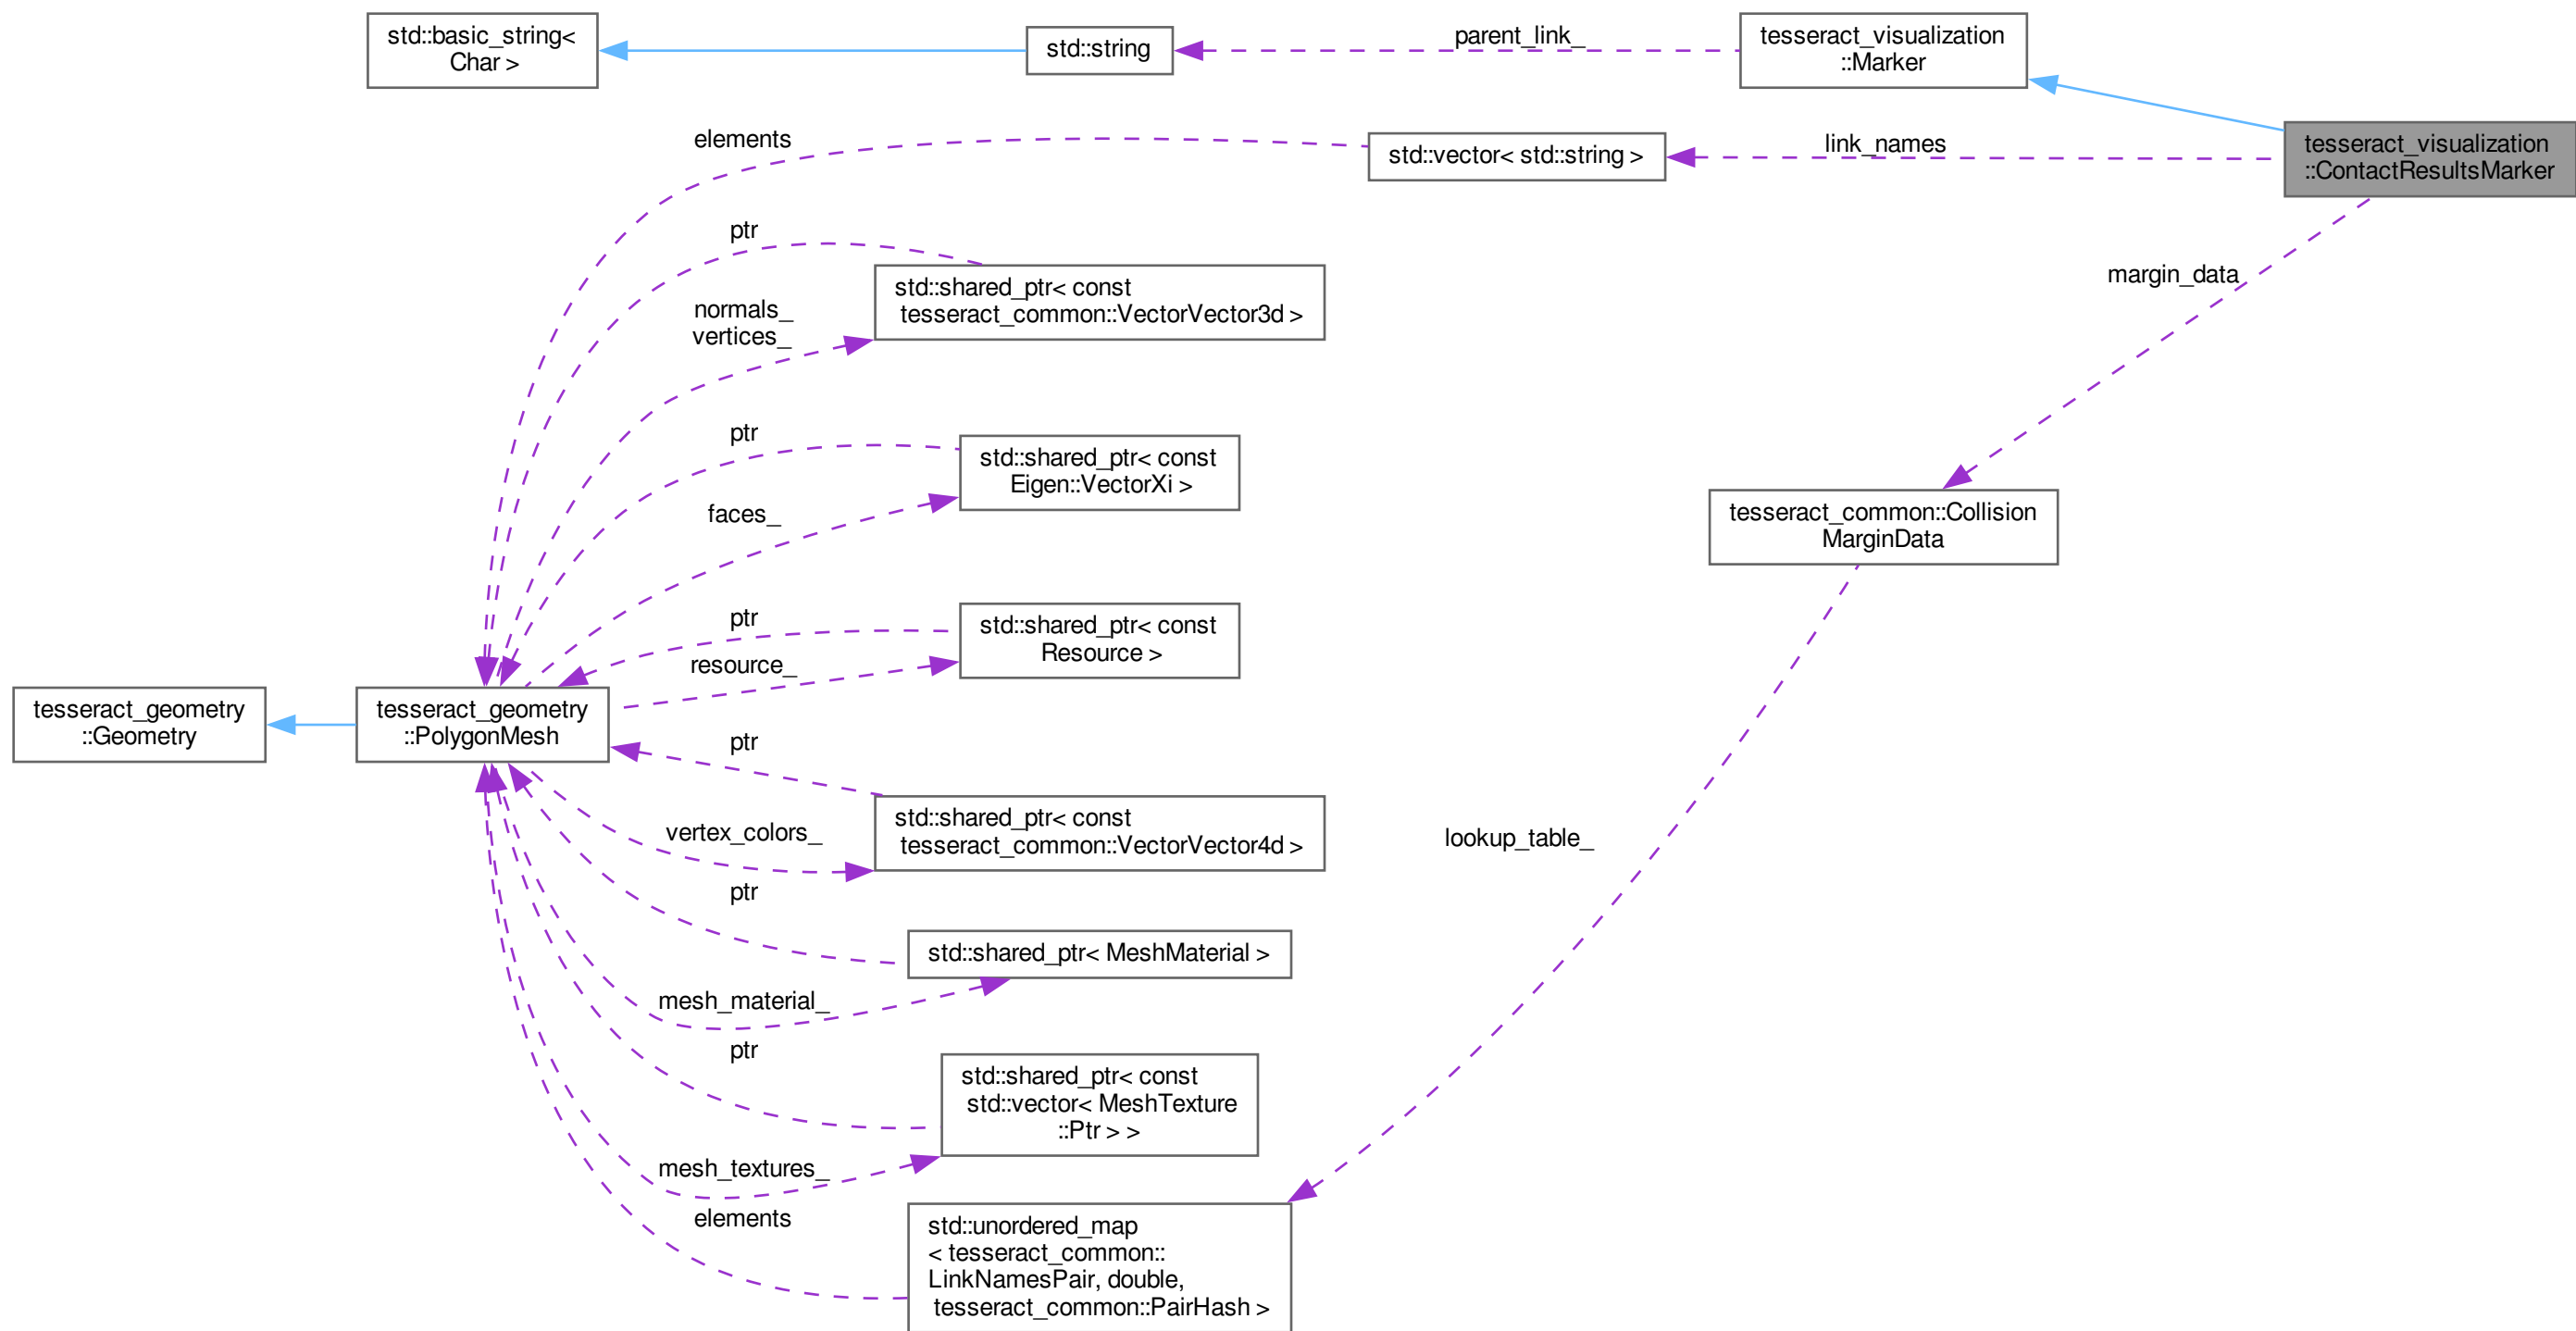 std::basic_string<
Char >
std::string
parent_link_
tesseract_visualization
::Marker
elements
std::vector< std::string >
link_names
tesseract_visualization
::ContactResultsMarker
ptr
std::shared_ptr< const
tesseract_common::VectorVector3d >
margin_data
normals_
vertices_
ptr
std::shared_ptr< const
Eigen::VectorXi >
faces_
tesseract_common::Collision
MarginData
ptr
std::shared_ptr< const
Resource >
resource_
tesseract_geometry
::Geometry
tesseract_geometry
::PolygonMesh
ptr
std::shared_ptr< const
tesseract_common::VectorVector4d >
vertex_colors_
lookup_table_
ptr
std::shared_ptr< MeshMaterial >
mesh_material_
ptr
std::shared_ptr< const
std::vector< MeshTexture
::Ptr > >
mesh_textures_
elements
std::unordered_map
< tesseract_common::
LinkNamesPair, double,
tesseract_common::PairHash >